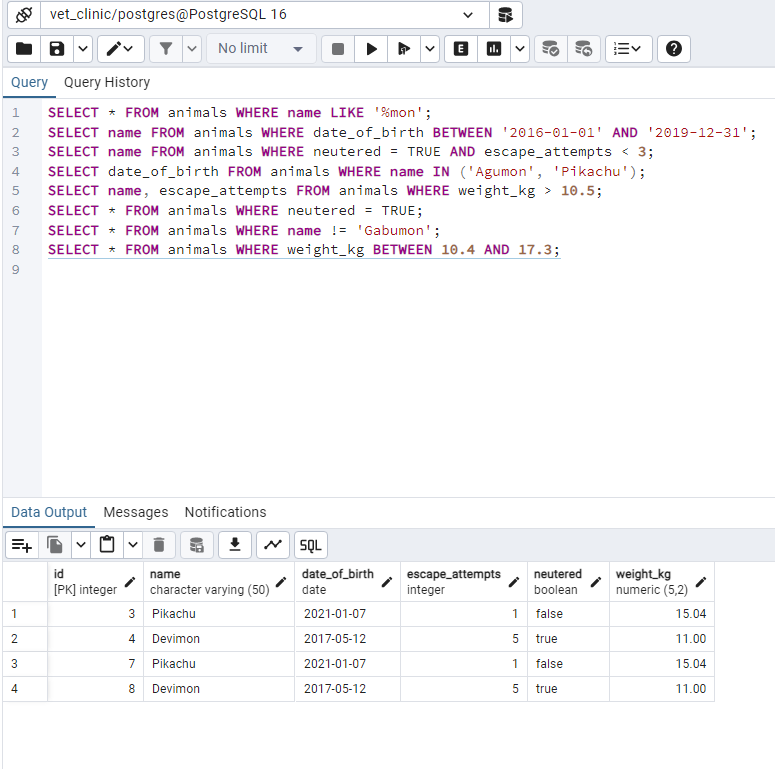 vet_clinic/postgres@PostgreSQL 16
No limit
E
Query Query History
1 SELECT * FROM animals WHERE name LIKE '%mon';
2 SELECT name FROM animals WHERE date_of_birth BETWEEN '2016-01-01' AND '2019-12-31';
3 SELECT name FROM animals WHERE neutered = TRUE AND escape_attempts < 3;
4 SELECT date_of_birth FROM animals WHERE name IN ('Agumon', 'Pikachu');
5 SELECT name, escape_attempts FROM animals WHERE weight_kg > 10.5;
6 SELECT * FROM animals WHERE neutered = TRUE;
7 SELECT * FROM animals WHERE name != 'Gabumon';
8 SELECT * FROM animals WHERE weight_kg BETWEEN 10.4 AND 17.3;
9
Data Output Messages Notifications
SQL
id name date_of_birth escape_attempts neutered weight_kg
[PK] integer character varying (50) date integer boolean numeric (5,2)
1 3 Pikachu 2021-01-07 1 false 15.04
2 4 Devimon 2017-05-12 5 true 11.00
3 7 Pikachu 2021-01-07 1 false 15.04
4 8 Devimon 2017-05-12 5 true 11.00